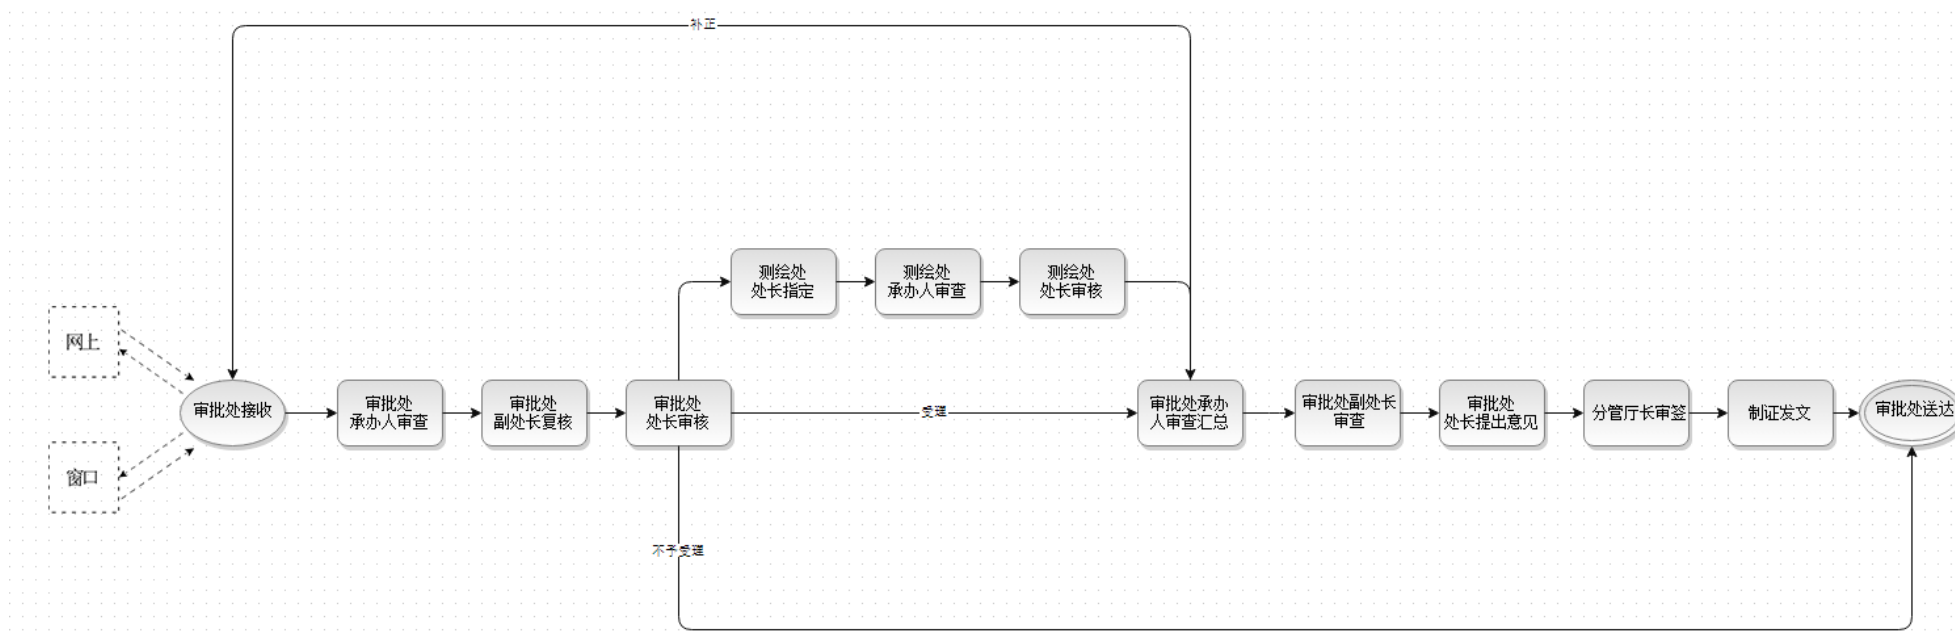 补正
测绘处
处长指定
测绘处
承办人审查
测绘处
处长审核
网上
窗口
审批处接收
审批处
承办人审查
审批处
副处长复核
审批处
处长审核
受理
审批处承办
人审查汇总
审批处副处长
审查
审批处
处长提出意见
分管厅长审签
制证发文
审批处送达
不予受理